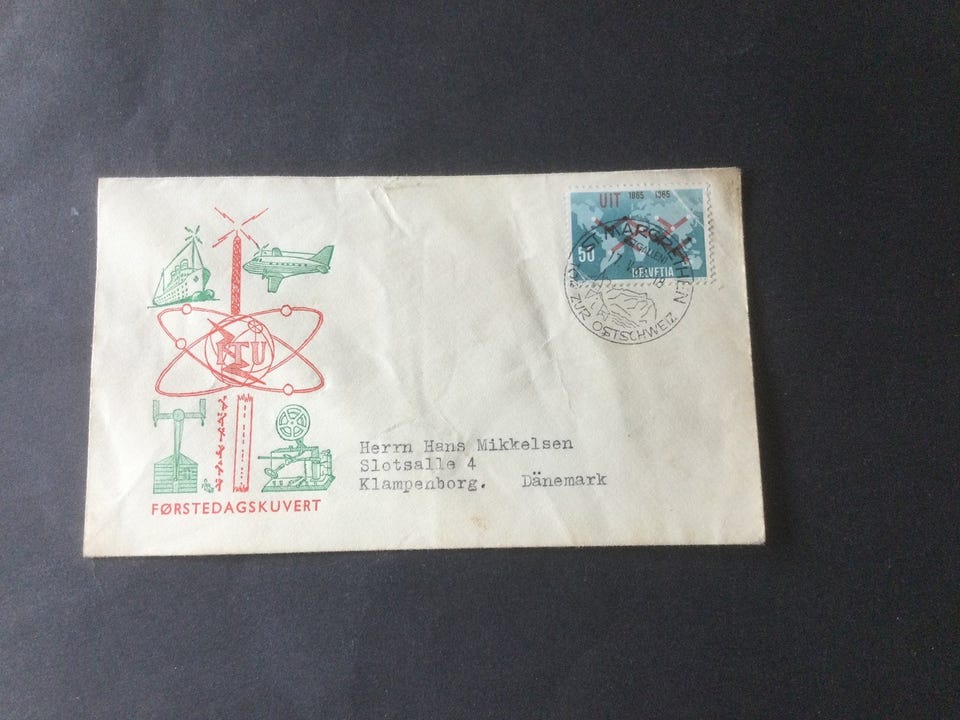 UIT 1865 1965
50
HELVETIA
ST. MARGRETHEN
ZUR OSTSCHWEIZ
ITU
Herrn Hans Mikkelsen
Slotsalle 4
Klampenborg. Dänemark
FØRSTEDAGSKUVERT